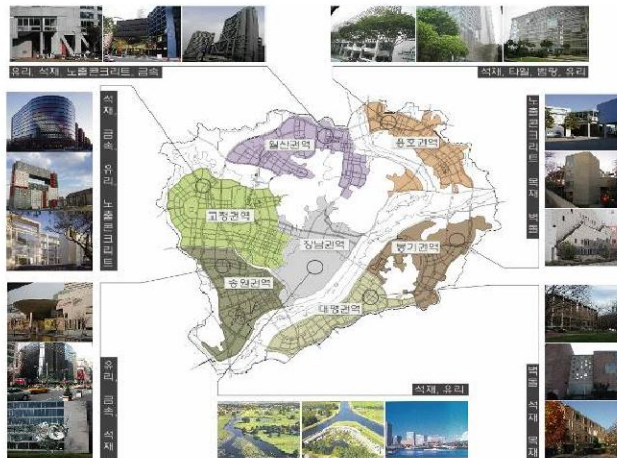 유리, 석재, 노출콘크리트, 금속
석재, 타일, 법랑, 유리
석재, 금속, 유리, 노출콘크리트
노출콘크리트, 목재, 벽돌
월산권역
용호권역
고정권역
장남권역
봉기권역
송원권역
대평권역
유리, 금속, 석재
석재, 유리
벽돌, 석재, 목재